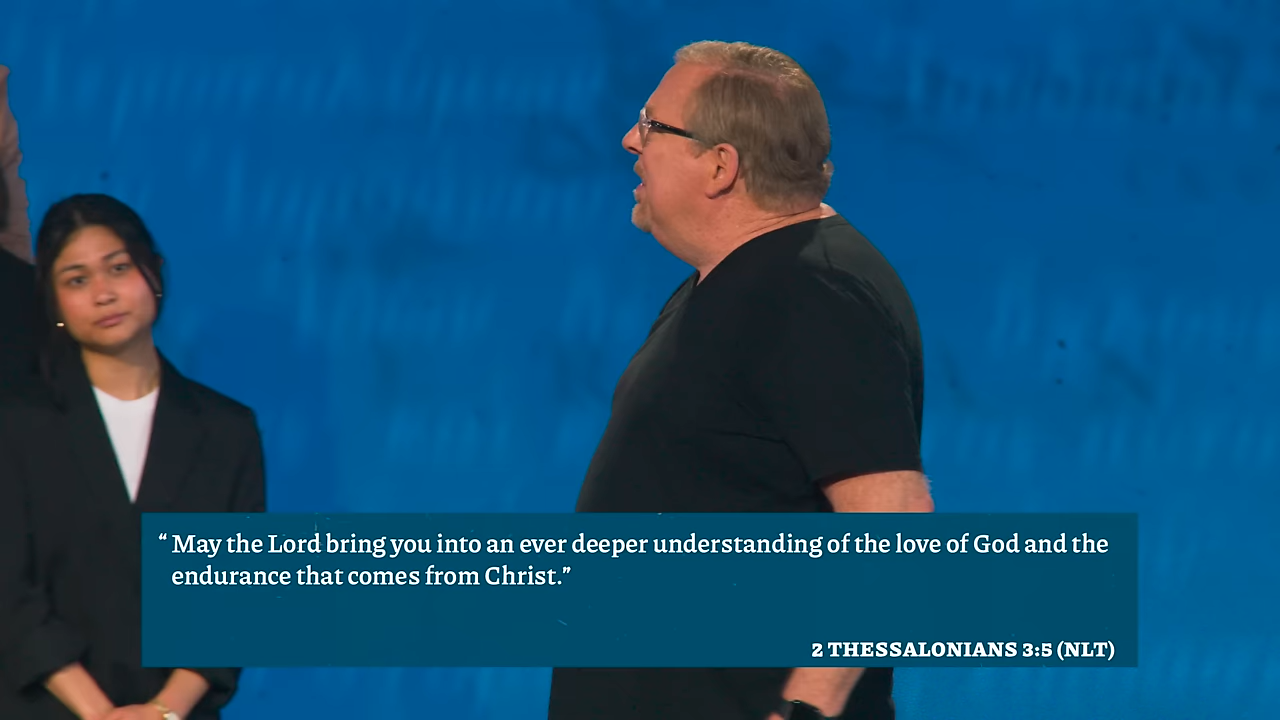 “ May the Lord bring you into an ever deeper understanding of the love of God and the
endurance that comes from Christ.”
2 THESSALONIANS 3:5 (NLT)